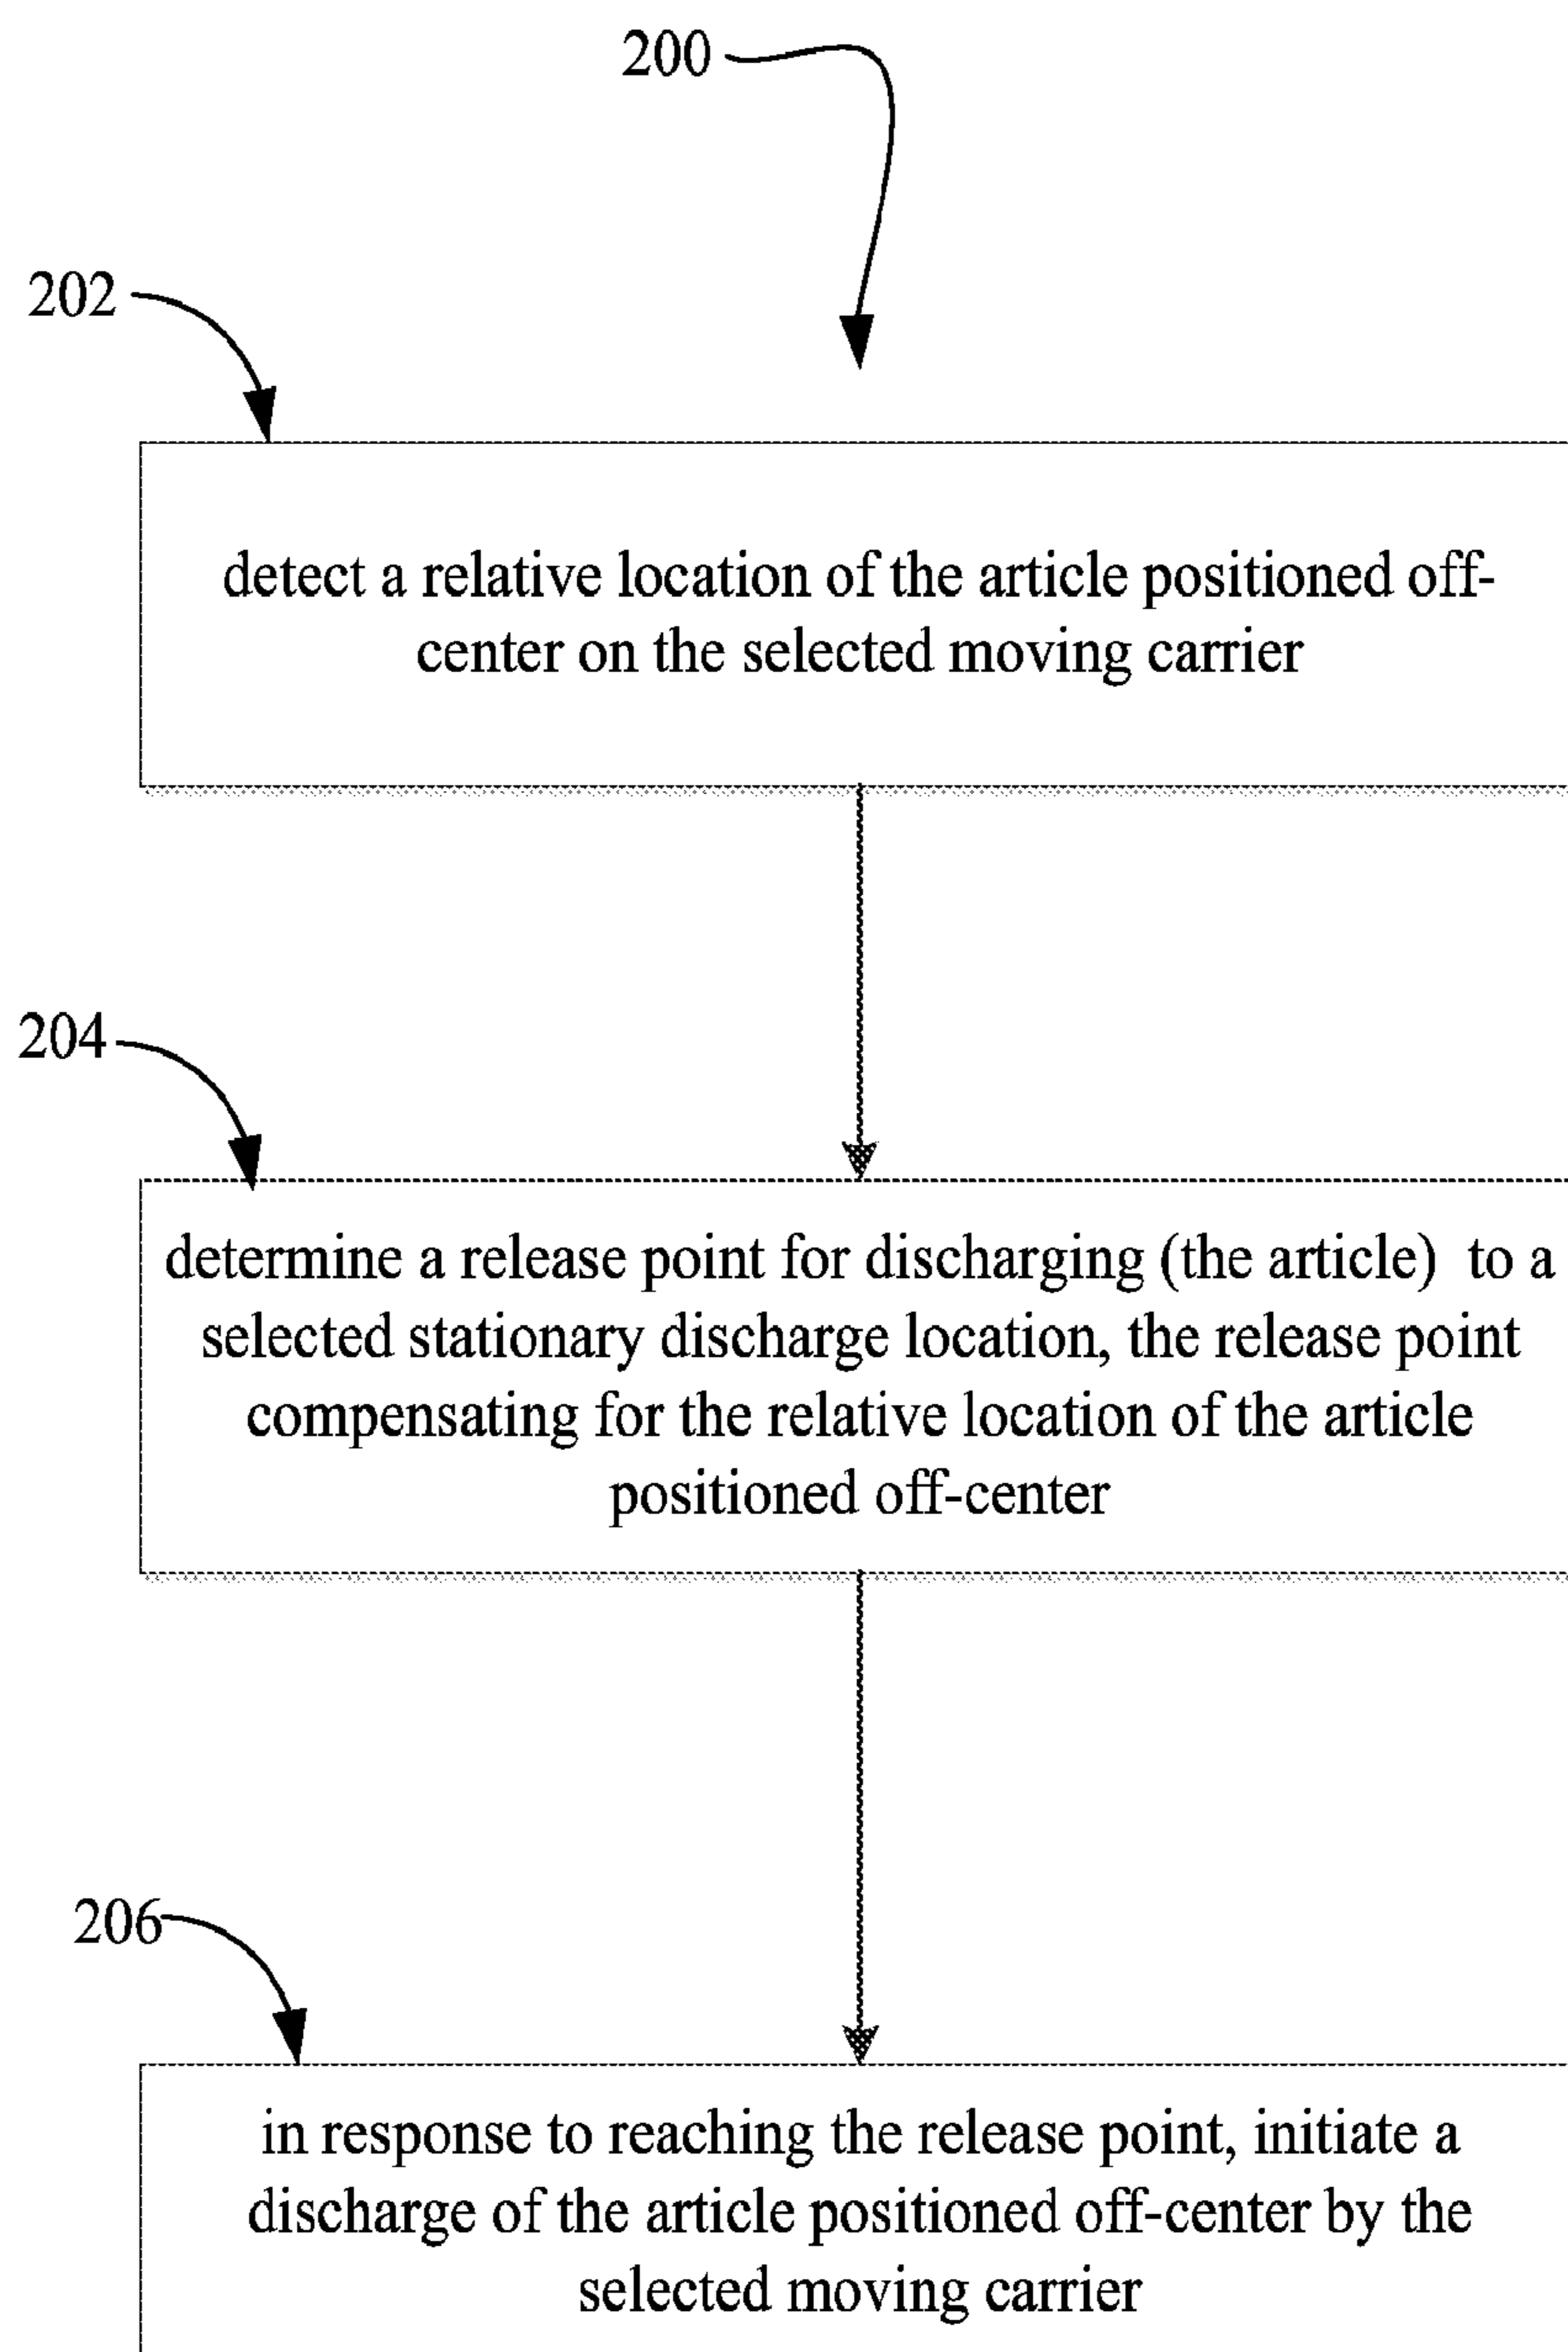 200
202
detect a relative location of the article positioned off-
center on the selected moving carrier
204
determine a release point for discharging (the article)  to a
selected stationary discharge location, the release point
compensating for the relative location of the article
positioned off-center
206
in response to reaching the release point, initiate a
discharge of the article positioned off-center by the
selected moving carrier